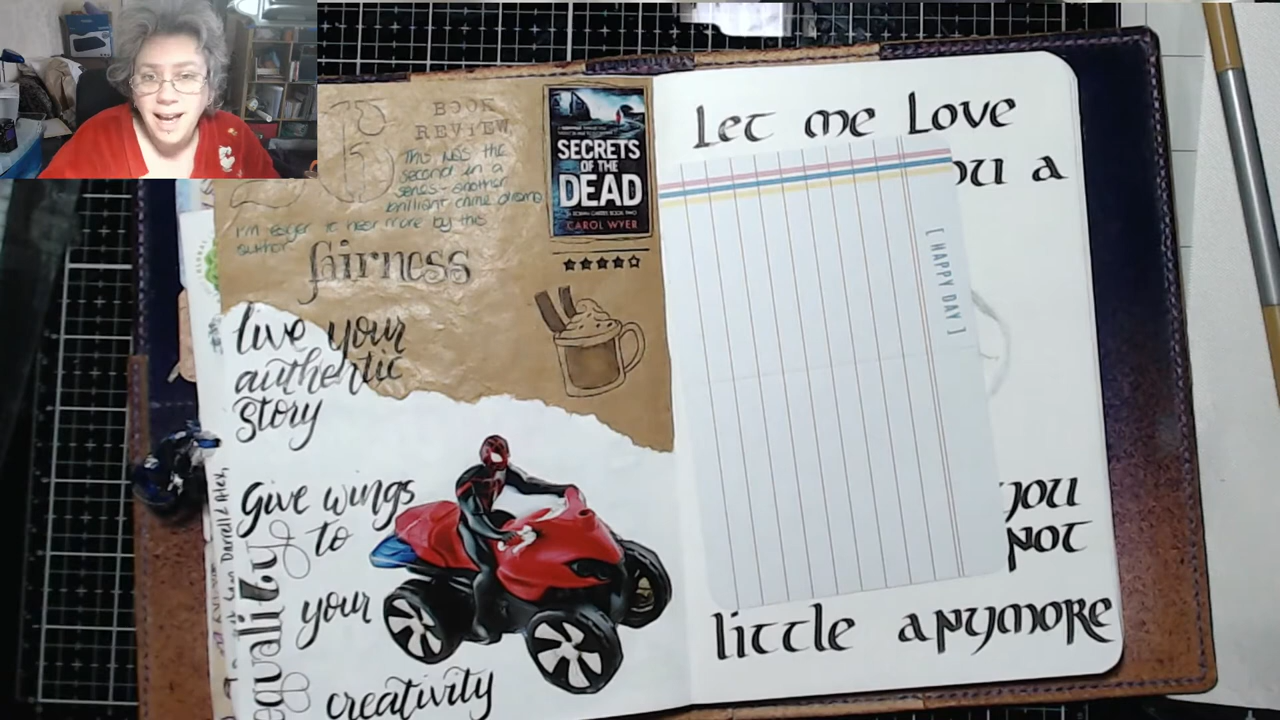 BOOK
REVIEW
This was the
second in a
series - another
brilliant crime drama
I'm eager to hear more by this
author
fairness
SECRETS
OF THE
DEAD
CAROL WYER
live your
authentic
story
Give wings
to
your
creativity
equality
Darrell & Alex,
Let me Love
ou a
[ HAPPY DAY ]
you
not
little anymore